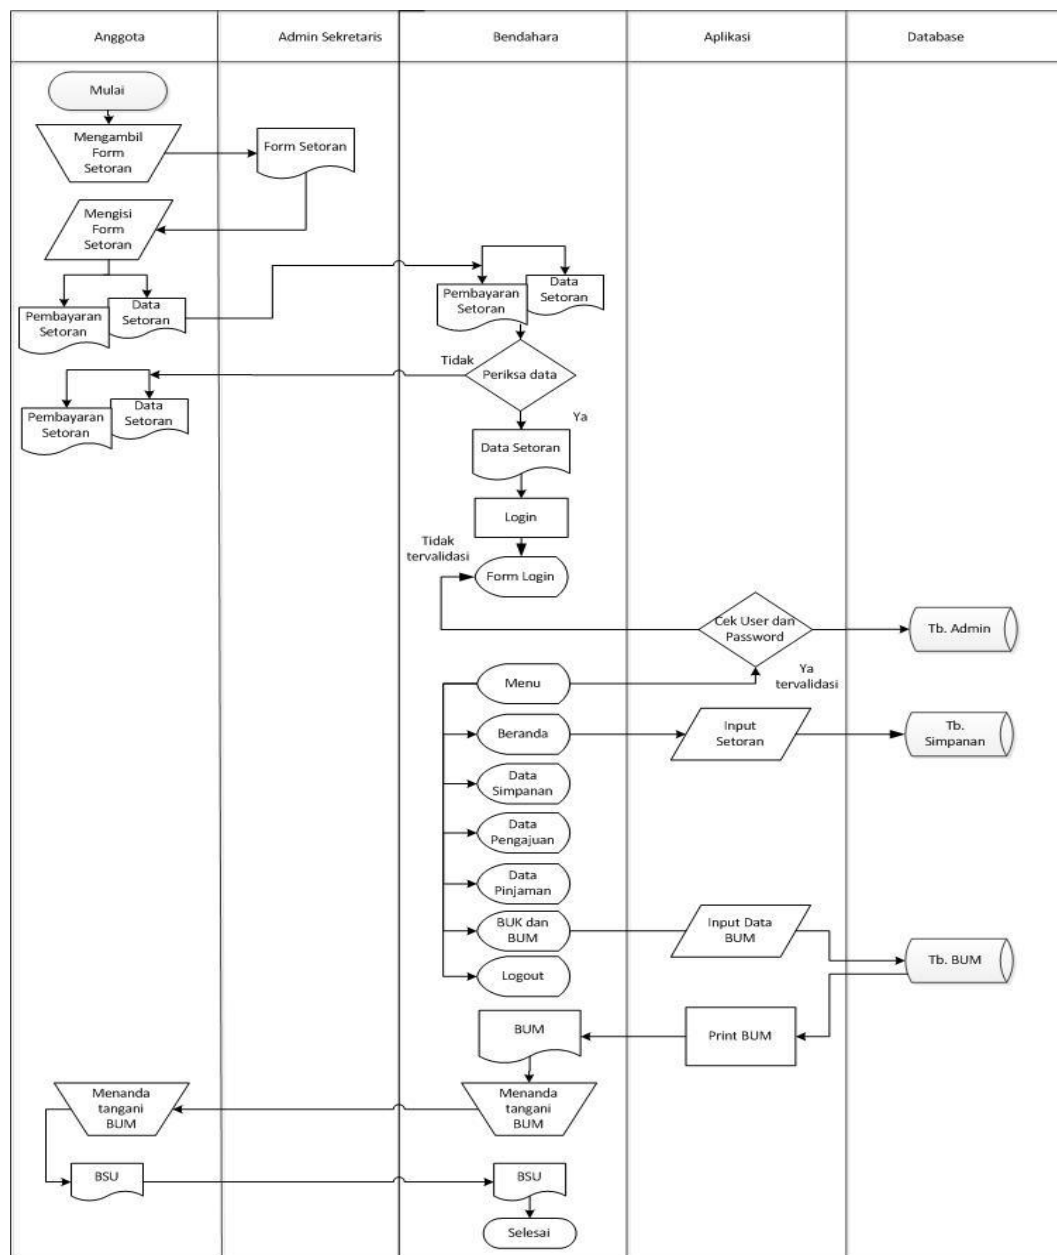 Anggota
Admin Sekretaris
Bendahara
Aplikasi
Database
Mulai
Mengambil
Form
Setoran
Form Setoran
Mengisi
Form
Setoran
Pembayaran
Setoran
Data
Setoran
Pembayaran
Setoran
Data
Setoran
Tidak
Periksa data
Pembayaran
Setoran
Data
Setoran
Ya
Data Setoran
Login
Tidak
tervalidasi
Form Login
Cek User dan
Password
Tb. Admin
Ya
tervalidasi
Menu
Beranda
Input
Setoran
Tb.
Simpanan
Data
Simpanan
Data
Pengajuan
Data
Pinjaman
BUK dan
BUM
Input Data
BUM
Tb. BUM
Logout
BUM
Print BUM
Menanda
tangani
BUM
Menanda
tangani
BUM
BSU
BSU
Selesai